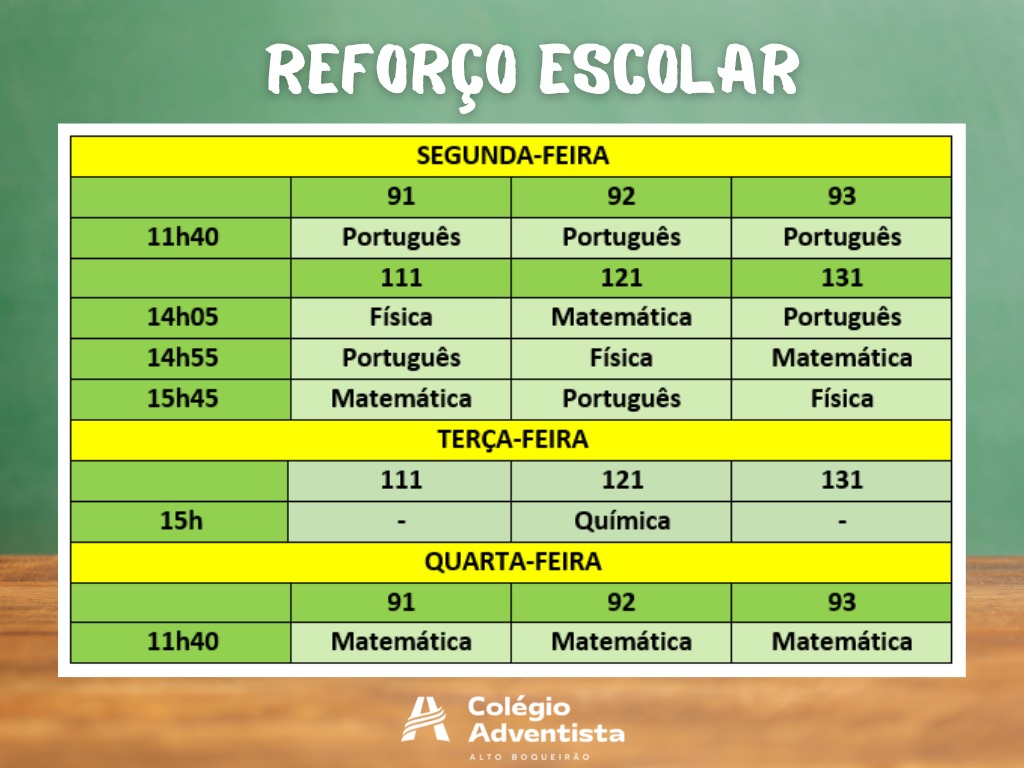 REFORÇO ESCOLAR
SEGUNDA-FEIRA
91 92 93
11h40 Português Português Português
111 121 131
14h05 Física Matemática Português
14h55 Português Física Matemática
15h45 Matemática Português Física
TERÇA-FEIRA
111 121 131
15h - Química -
QUARTA-FEIRA
91 92 93
11h40 Matemática Matemática Matemática
Colégio
Adventista
ALTO BOQUEIRÃO